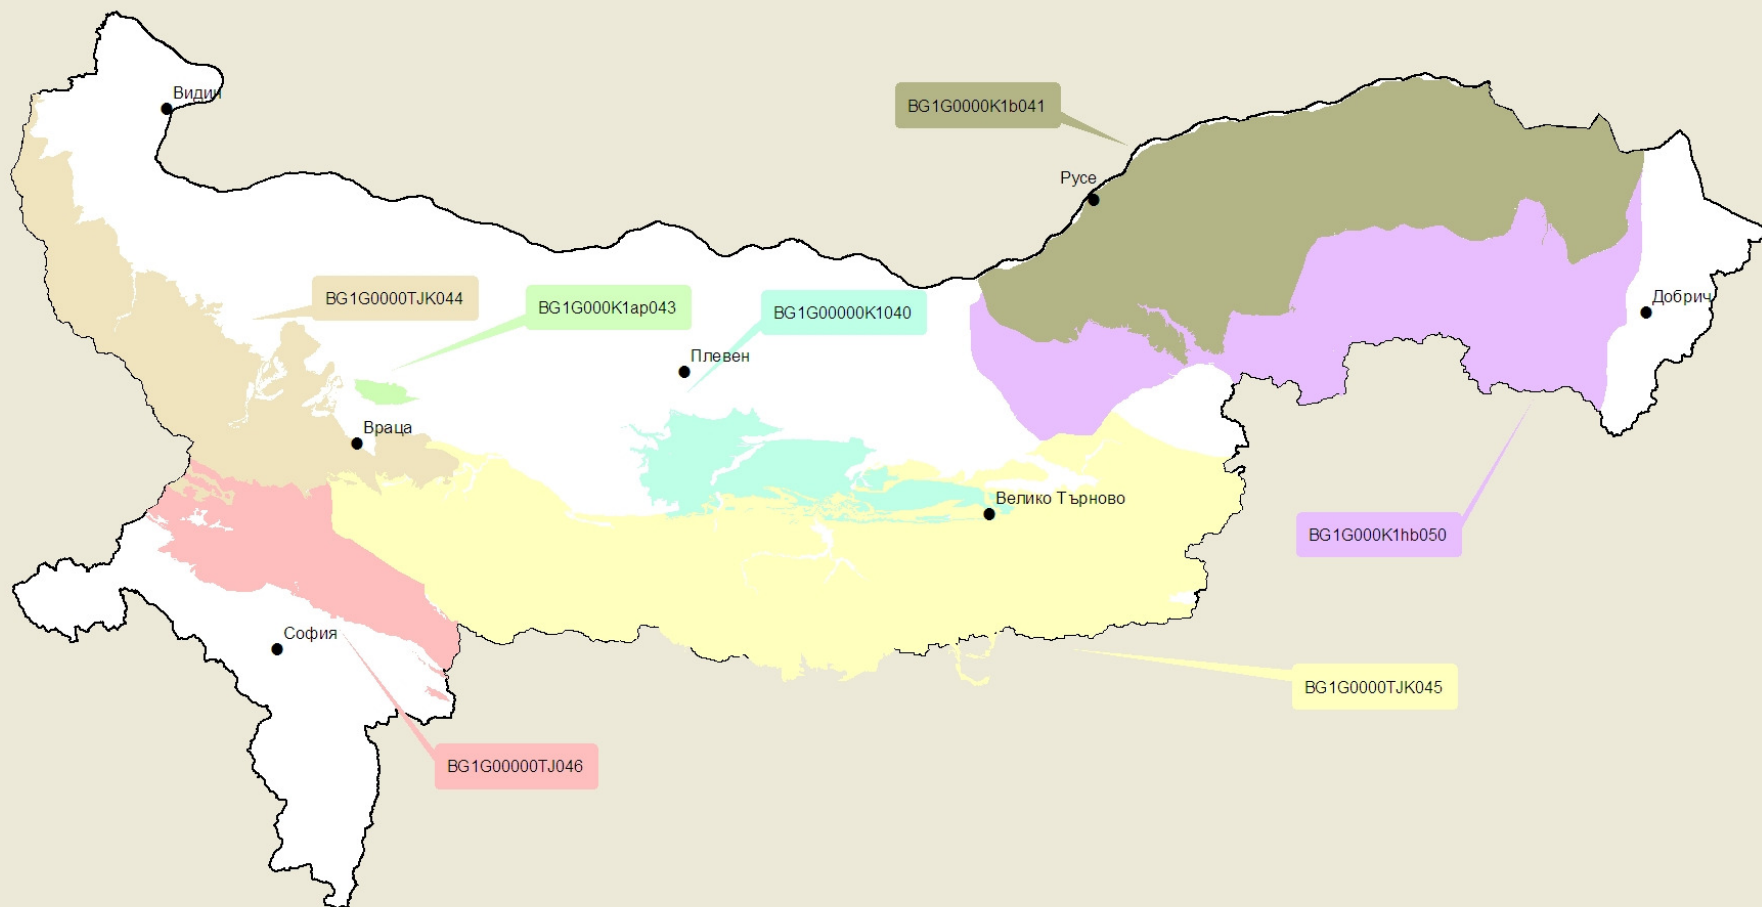 Видин
BG1G0000K1b041
Русе
BG1G0000TJK044
BG1G000K1ap043
BG1G00000K1040
Добрич
Плевен
Враца
Велико Търново
BG1G000K1hb050
София
BG1G0000TJK045
BG1G00000TJ046